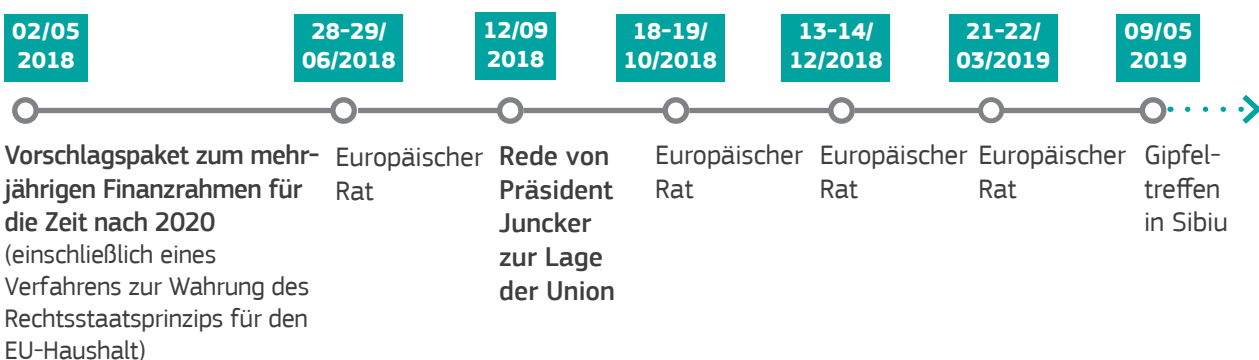 02/05
2018
28-29/
06/2018
12/09
2018
18-19/
10/2018
13-14/
12/2018
21-22/
03/2019
09/05
2019
Vorschlagspaket zum mehr-
jährigen Finanzrahmen für
die Zeit nach 2020
(einschließlich eines
Verfahrens zur Wahrung des
Rechtsstaatsprinzips für den
EU-Haushalt)
Europäischer
Rat
Rede von
Präsident
Juncker
zur Lage
der Union
Europäischer
Rat
Europäischer
Rat
Europäischer
Rat
Gipfel-
treffen
in Sibiu